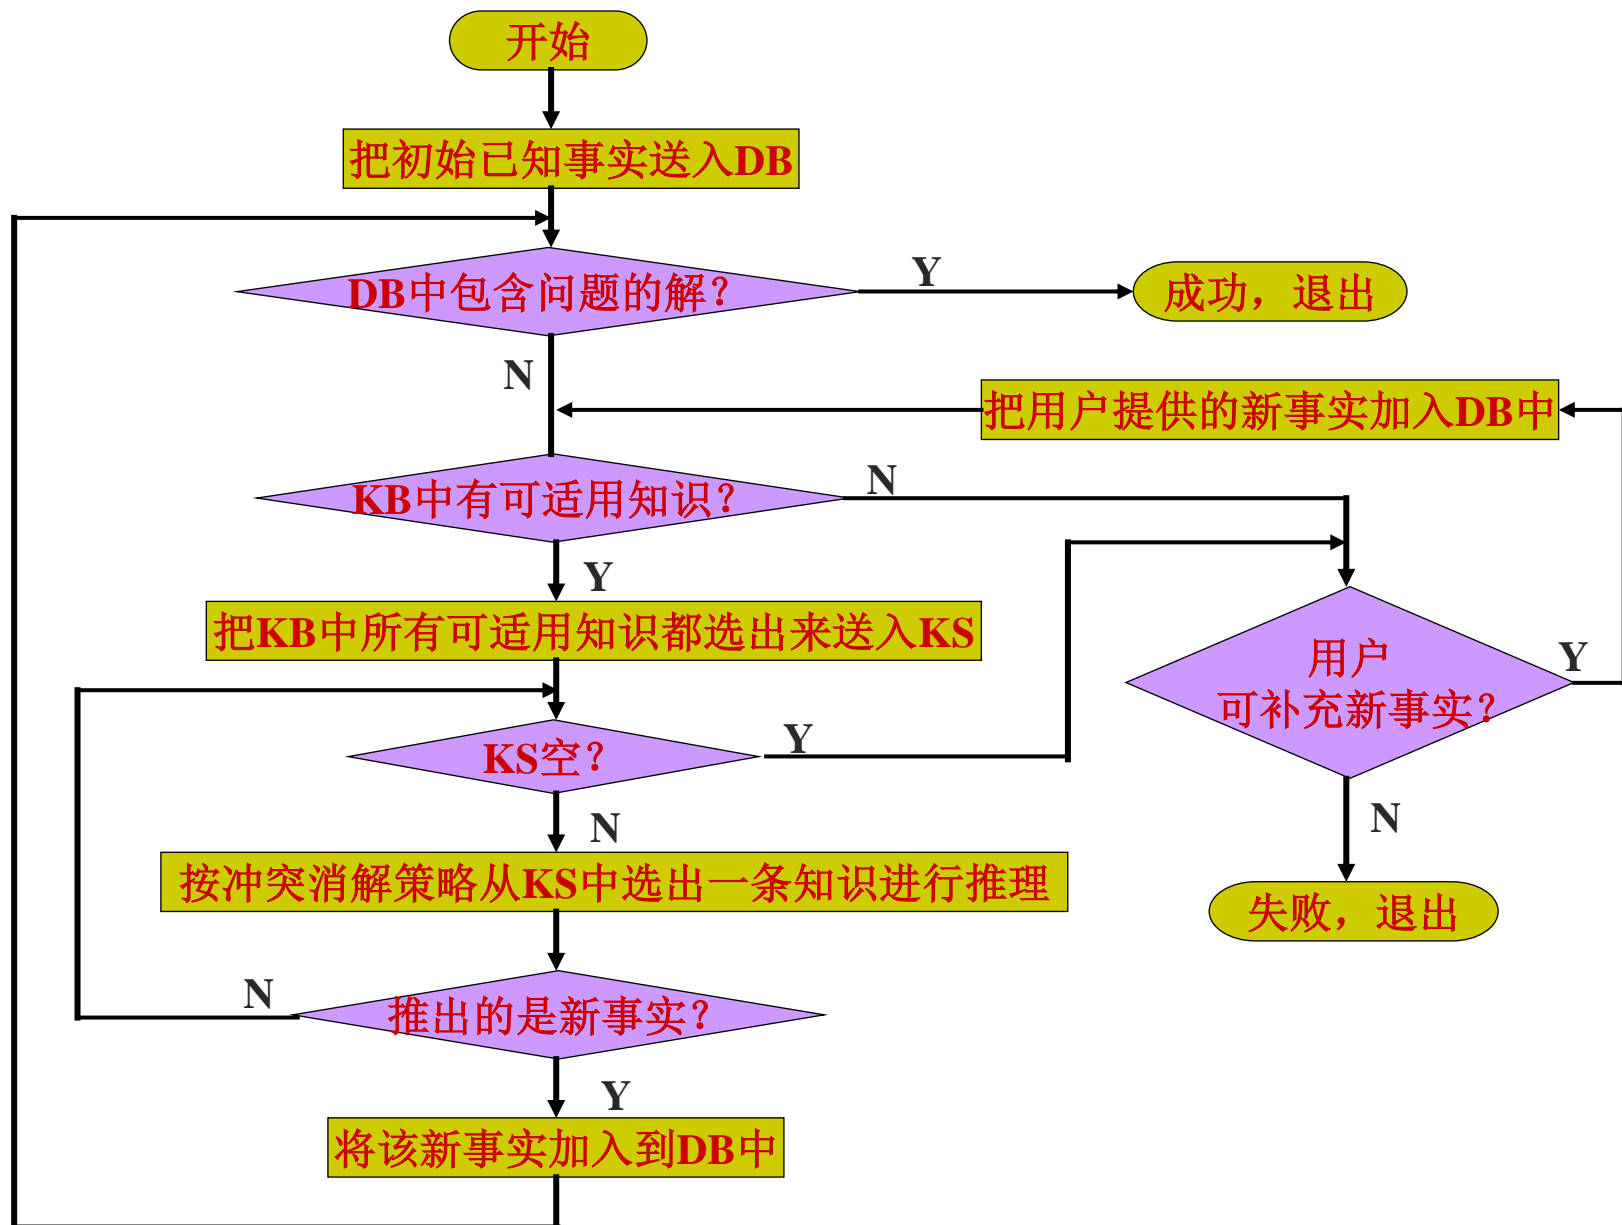 开始
把初始已知事实送入DB
DB中包含问题的解？
Y
成功，退出
N
把用户提供的新事实加入DB中
KB中有可适用知识？
N
Y
把KB中所有可适用知识都选出来送入KS
用户
可补充新事实？
Y
KS空？
Y
N
N
按冲突消解策略从KS中选出一条知识进行推理
失败，退出
N
推出的是新事实？
Y
将该新事实加入到DB中